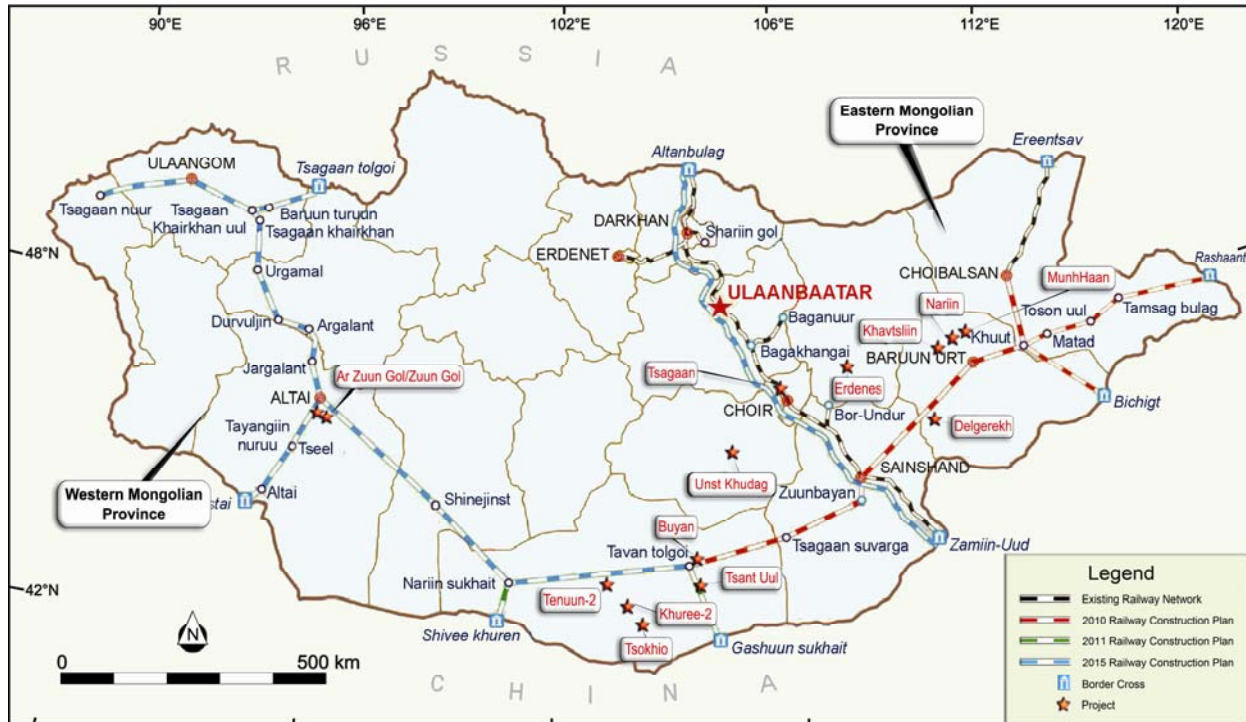 90°E 96°E 102°E 106°E 112°E 120°E
RUSSIA
Eastern Mongolian
Province
Ereentsav
Altanbulag
ULAANGOM
Tsagaan tolgoi
Tsagaan nuur
Tsagaan
Khairkhan uul
Baruun turuun
Tsagaan khairkhan
DARKHAN
Shariin gol
48°N
48°N
ERDENET
Rashaant
Urgamal
CHOIBALSAN
MunhHaan
Nariin
ULAANBAATAR
Toson uul
Tamsag bulag
Durvuljin
Argalant
Baganuur
Khavtsliin
Khuut
Matad
Bagakhangai
BARUUN URT
Jargalant
Tsagaan
Erdenes
Ar Zuun Gol/Zuun Gol
ALTAI
CHOIR
Bor-Undur
Bichigt
Tayangiin
nuruu
Tseel
Delgerekh
SAINSHAND
Unst Khudag
Western Mongolian
Province
Altai
stai
Shinejinst
Zuunbayan
Buyan
Tavan tolgoi
Tsagaan suvarga
Zamiin-Uud
Nariin sukhait
42°N
42°N
Tenuun-2
Tsant Uul
Khuree-2
Shivee khuren
Tsokhio
Gashuun sukhait
CHINA
N
0 500 km
Legend
Existing Railway Network
2010 Railway Construction Plan
2011 Railway Construction Plan
2015 Railway Construction Plan
Border Cross
Project